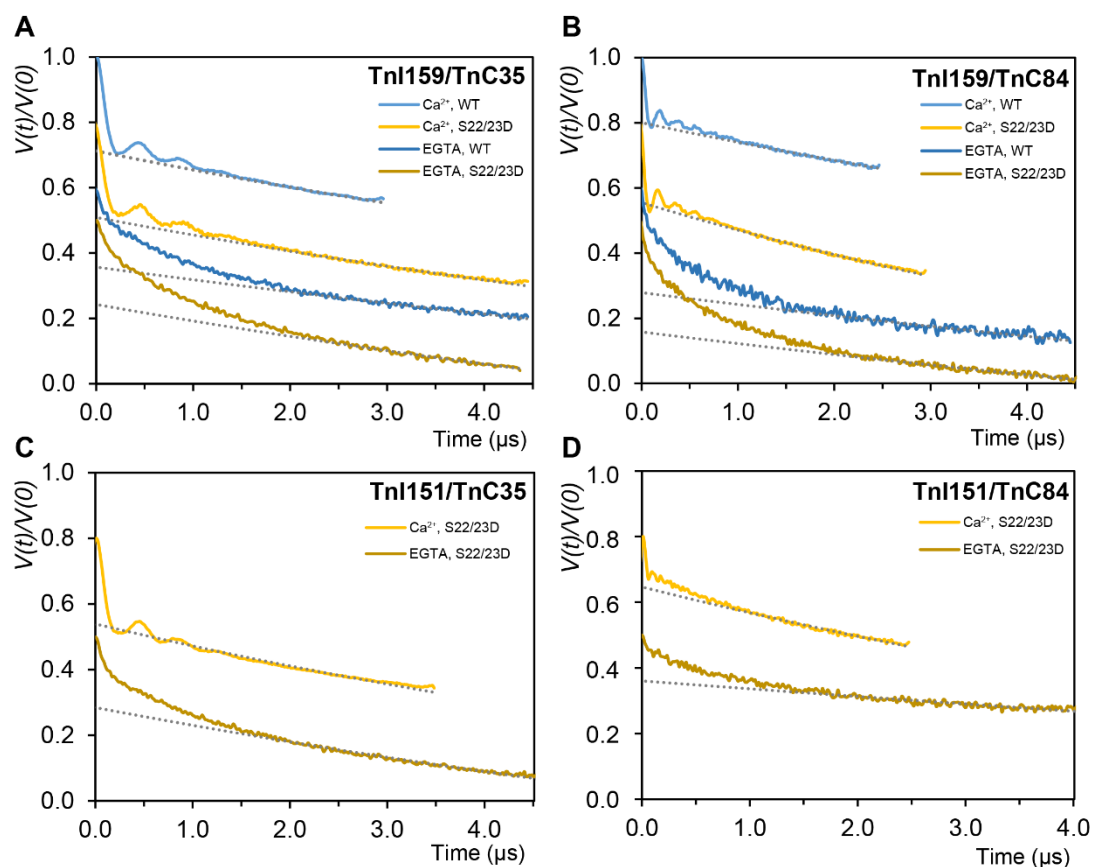 A
V(t)/V(0)
1.0
0.8
0.6
0.4
0.2
0.0
TnI159/TnC35
Ca²⁺, WT
Ca²⁺, S22/23D
EGTA, WT
EGTA, S22/23D
0.0 1.0 2.0 3.0 4.0
Time (µs)
B
V(t)/V(0)
1.0
0.8
0.6
0.4
0.2
0.0
TnI159/TnC84
Ca²⁺, WT
Ca²⁺, S22/23D
EGTA, WT
EGTA, S22/23D
0.0 1.0 2.0 3.0 4.0
Time (µs)
C
V(t)/V(0)
1.0
0.8
0.6
0.4
0.2
0.0
TnI151/TnC35
Ca²⁺, S22/23D
EGTA, S22/23D
0.0 1.0 2.0 3.0 4.0
Time (µs)
D
V(t)/V(0)
1.0
0.8
0.6
0.4
0.2
0.0
TnI151/TnC84
Ca²⁺, S22/23D
EGTA, S22/23D
0.0 1.0 2.0 3.0 4.0
Time (µs)